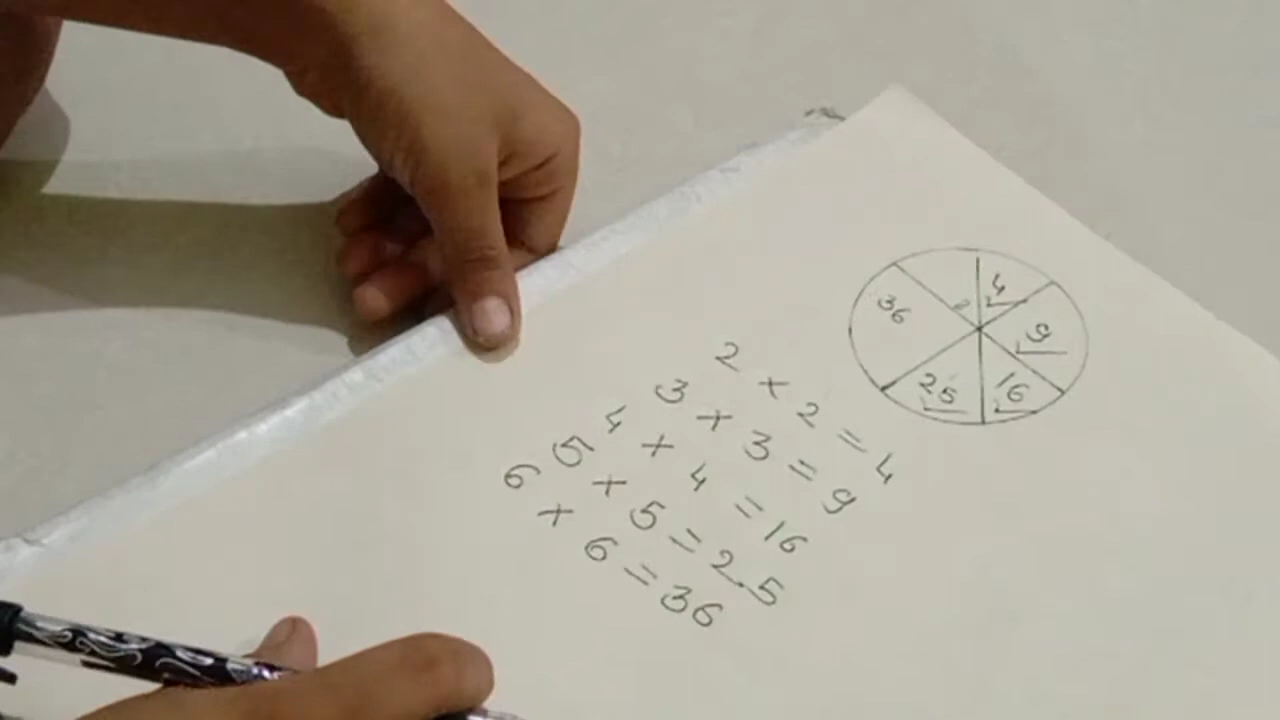 2 × 2 = 4
3 × 3 = 9
4 × 4 = 16
5 × 5 = 25
6 × 6 = 36
2
4
9
16
25
36